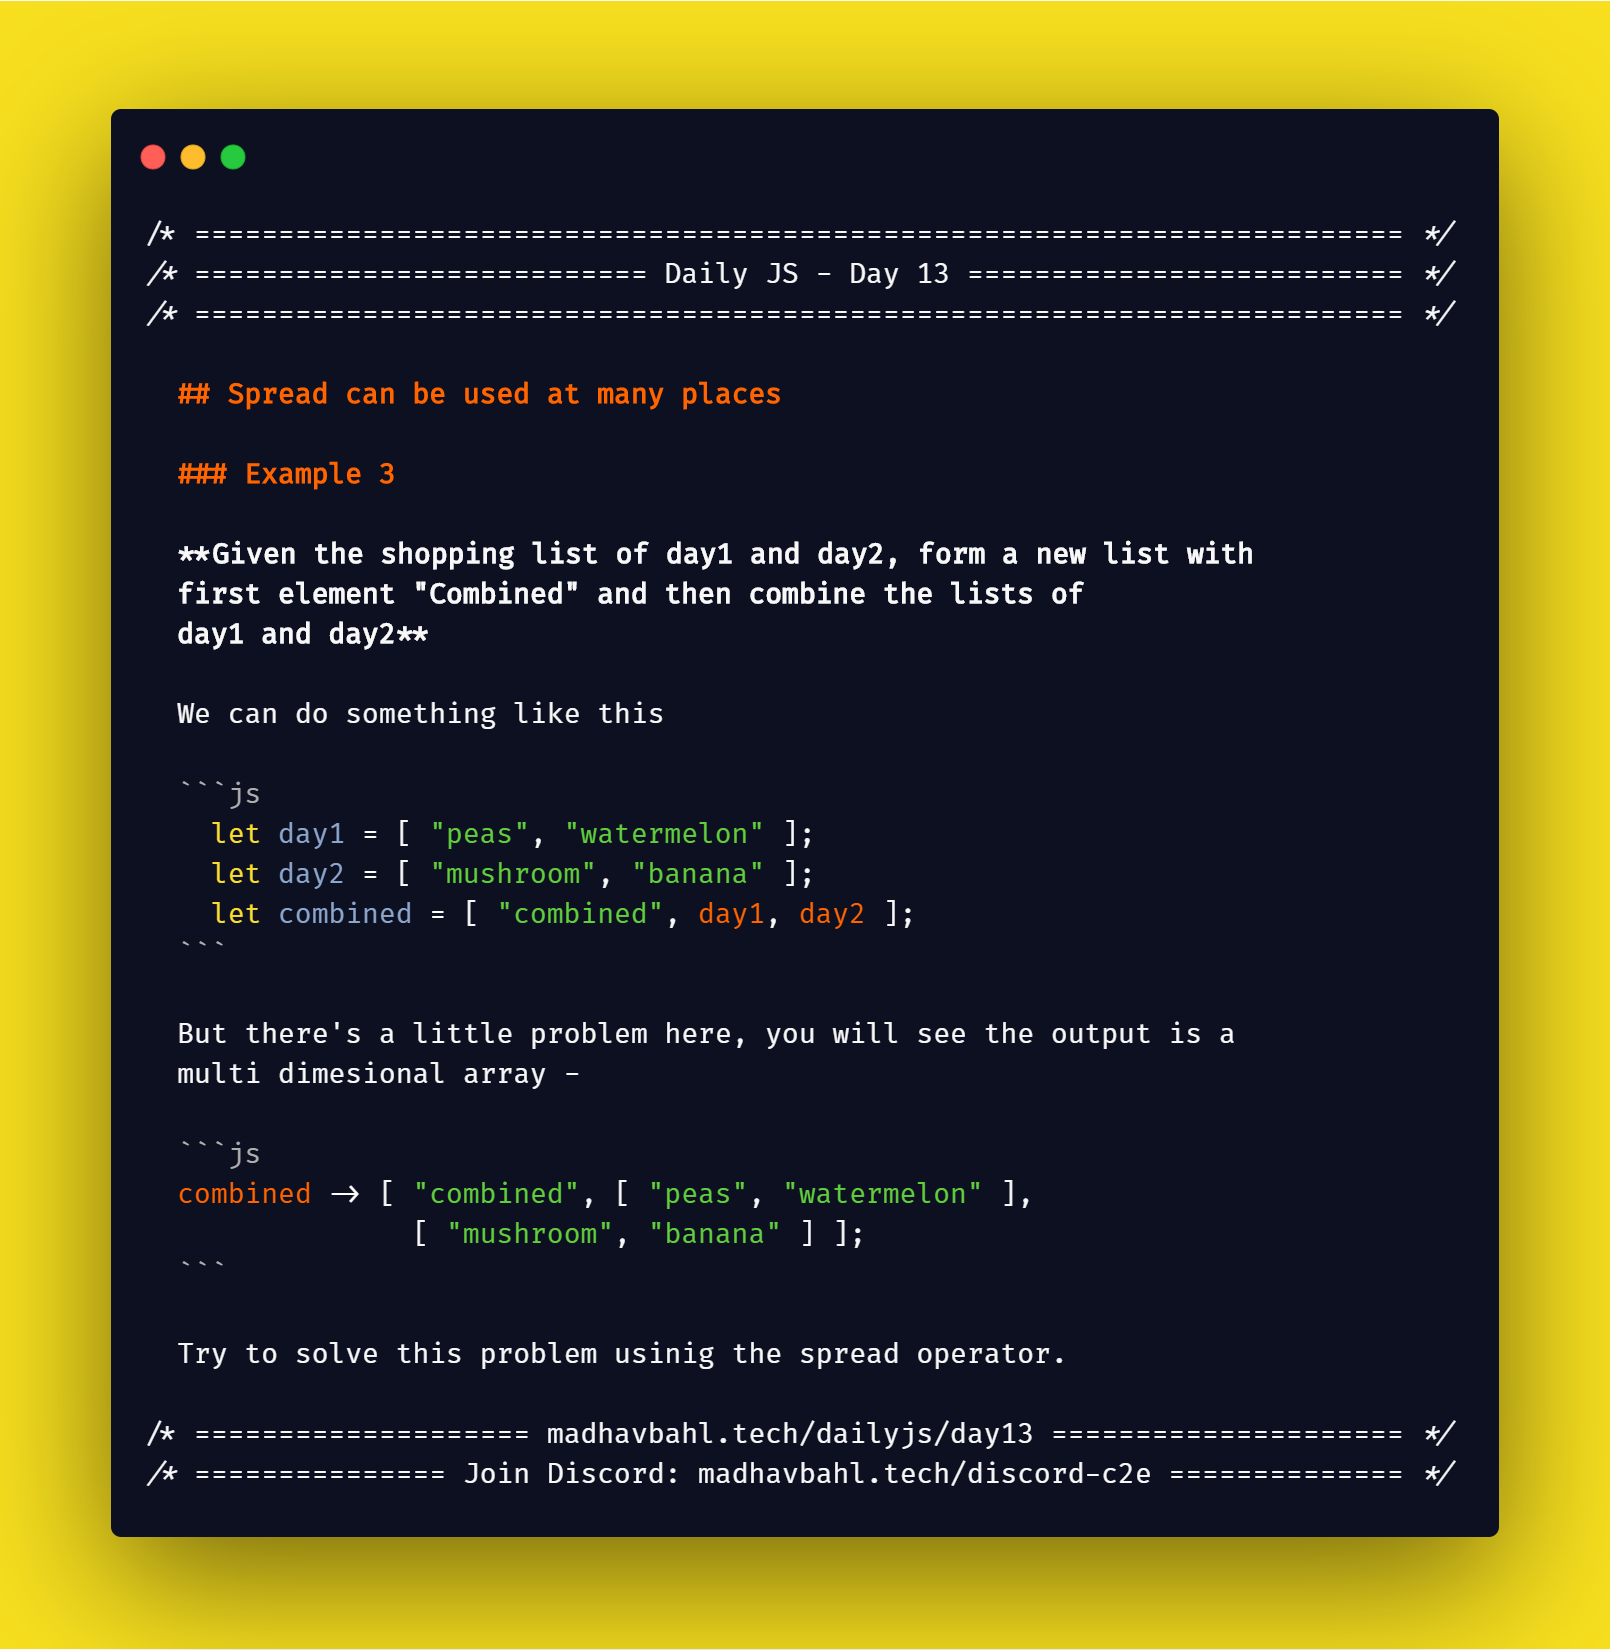 /* ======================================================================== */
/* =========================== Daily JS - Day 13 ========================== */
/* ======================================================================== */
## Spread can be used at many places
### Example 3
**Given the shopping list of day1 and day2, form a new list with
first element "Combined" and then combine the lists of
day1 and day2**
We can do something like this
```js
let day1 = [ "peas", "watermelon" ];
let day2 = [ "mushroom", "banana" ];
let combined = [ "combined", day1, day2 ];
```
But there's a little problem here, you will see the output is a
multi dimesional array -
```js
combined -> [ "combined", [ "peas", "watermelon" ],
[ "mushroom", "banana" ] ];
```
Try to solve this problem usinig the spread operator.
/* ==================== madhavbahl.tech/dailyjs/day13 ===================== */
/* =============== Join Discord: madhavbahl.tech/discord-c2e ============== */